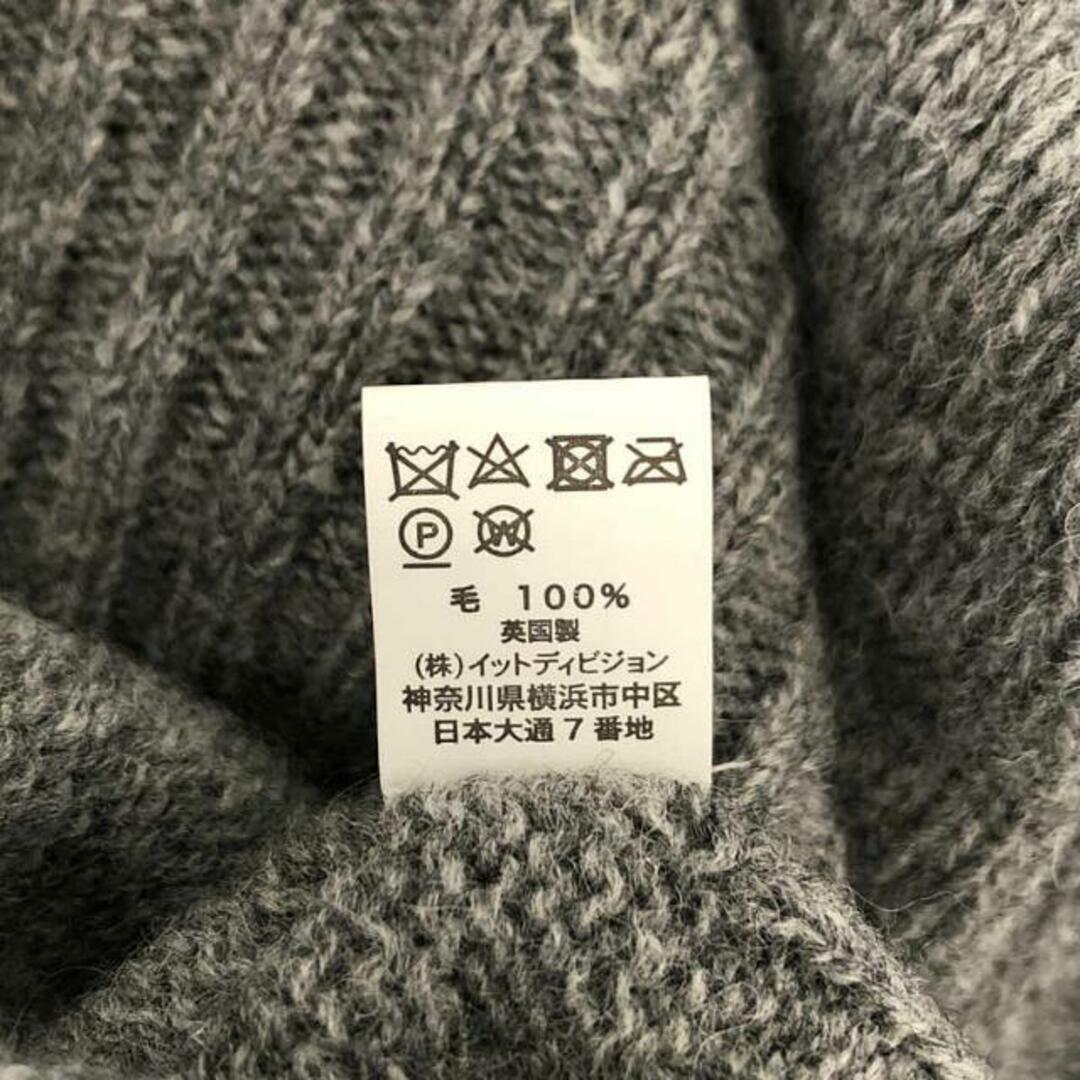 P W
毛 100%
英国製
(株)イットディビジョン
神奈川県横浜市中区
日本大通7番地